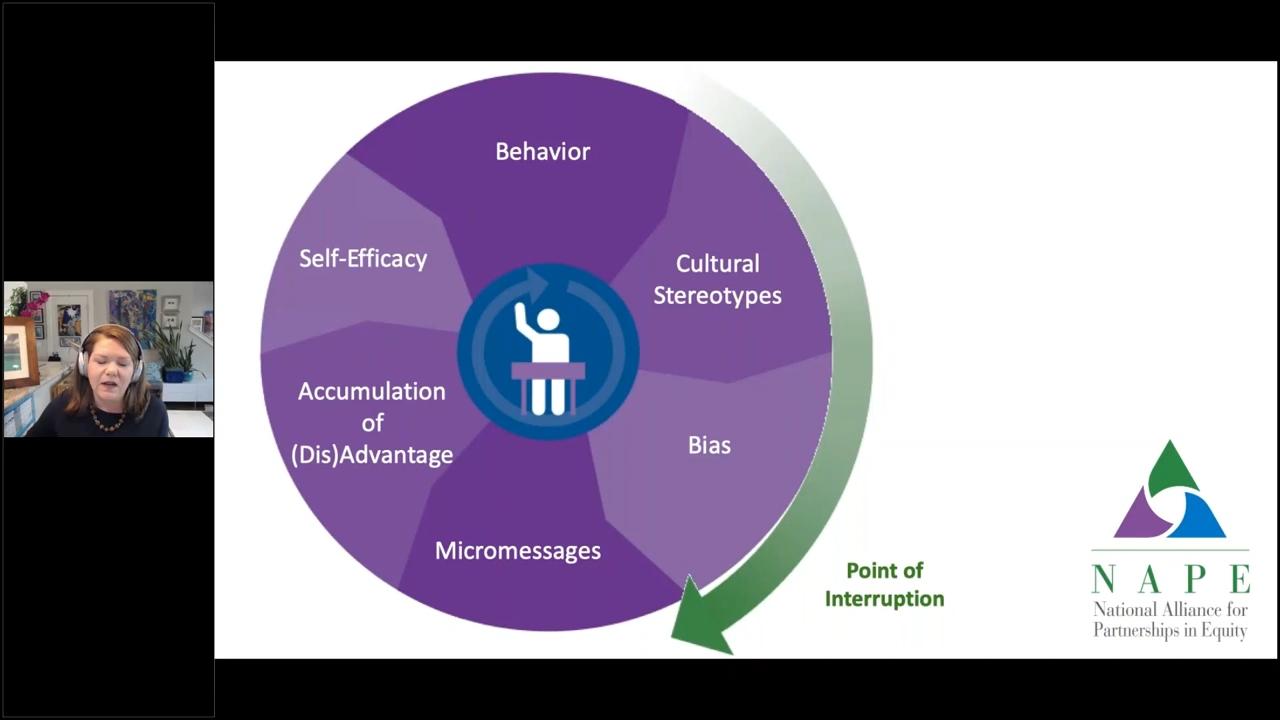 Behavior
Self-Efficacy
Cultural
Stereotypes
Accumulation
of
(Dis)Advantage
Bias
Micromessages
Point of
Interruption
NAPE
National Alliance for
Partnerships in Equity